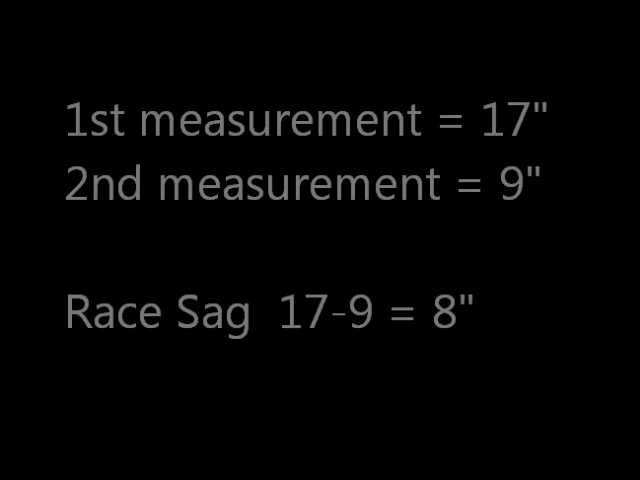 1st measurement = 17"
2nd measurement = 9"
Race Sag 17-9 = 8"